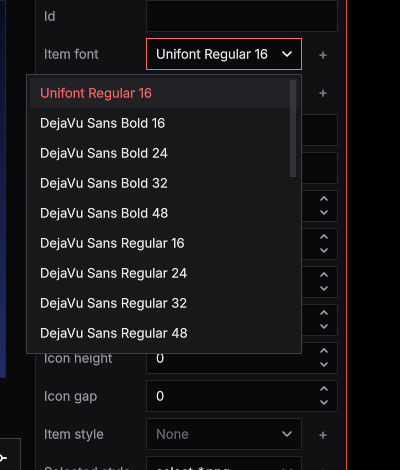 Id
Item font
Unifont Regular 16
+
+
Unifont Regular 16
DejaVu Sans Bold 16
DejaVu Sans Bold 24
DejaVu Sans Bold 32
DejaVu Sans Bold 48
DejaVu Sans Regular 16
DejaVu Sans Regular 24
DejaVu Sans Regular 32
DejaVu Sans Regular 48
Icon height
0
Icon gap
0
Item style
None
+